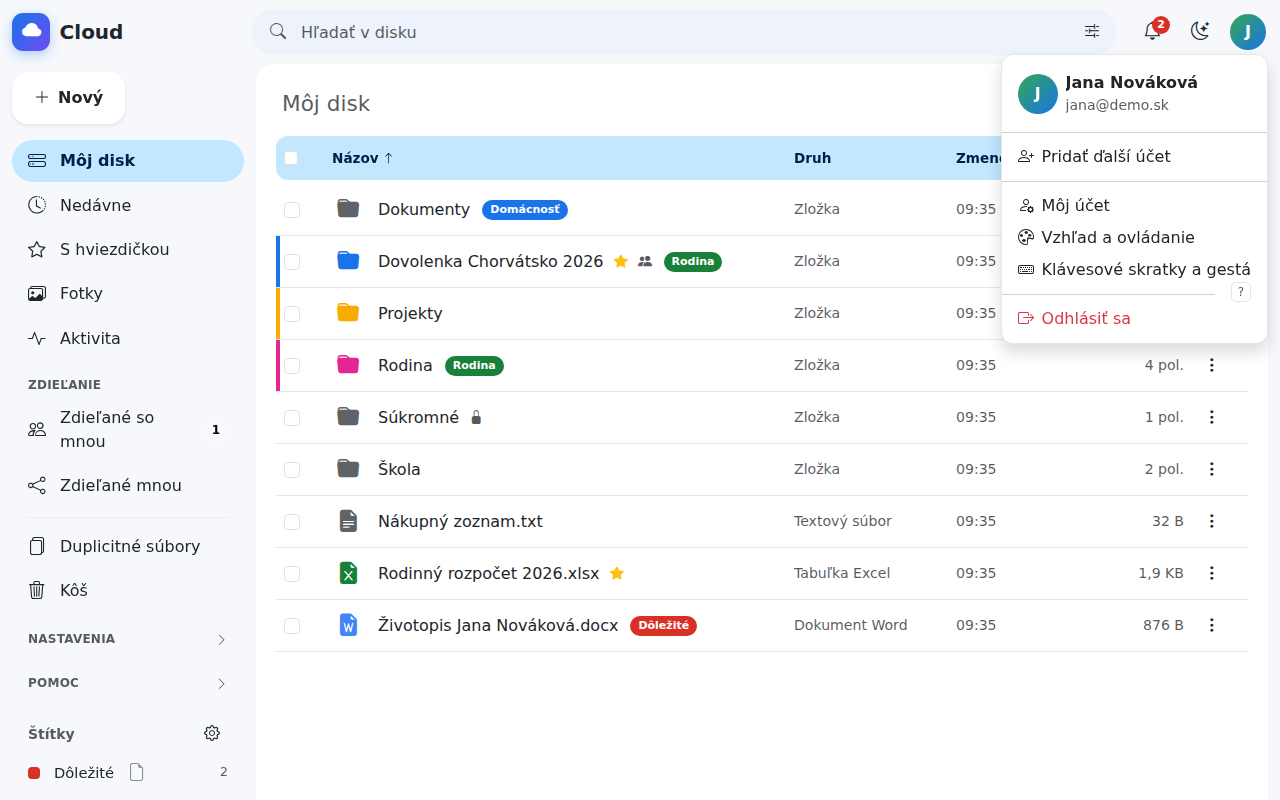 Cloud
Hľadať v disku
2
J
Nový
Môj disk
Nedávne
S hviezdičkou
Fotky
Aktivita
ZDIEĽANIE
Zdieľané so
mnou
1
Zdieľané mnou
Duplicitné súbory
Kôš
NASTAVENIA
POMOC
Štítky
Dôležité 2
Môj disk
Názov ↑ Druh
Dokumenty Domácnosť Zložka 09:35
Dovolenka Chorvátsko 2026 Rodina Zložka 09:35
Projekty Zložka 09:35
Rodina Rodina Zložka 09:35 4 pol.
Súkromné Zložka 09:35 1 pol.
Škola Zložka 09:35 2 pol.
Nákupný zoznam.txt Textový súbor 09:35 32 B
Rodinný rozpočet 2026.xlsx Tabuľka Excel 09:35 1,9 KB
Životopis Jana Nováková.docx Dôležité Dokument Word 09:35 876 B
J
Jana Nováková
jana@demo.sk
Pridať ďalší účet
Môj účet
Vzhľad a ovládanie
Klávesové skratky a gestá
?
Odhlásiť sa